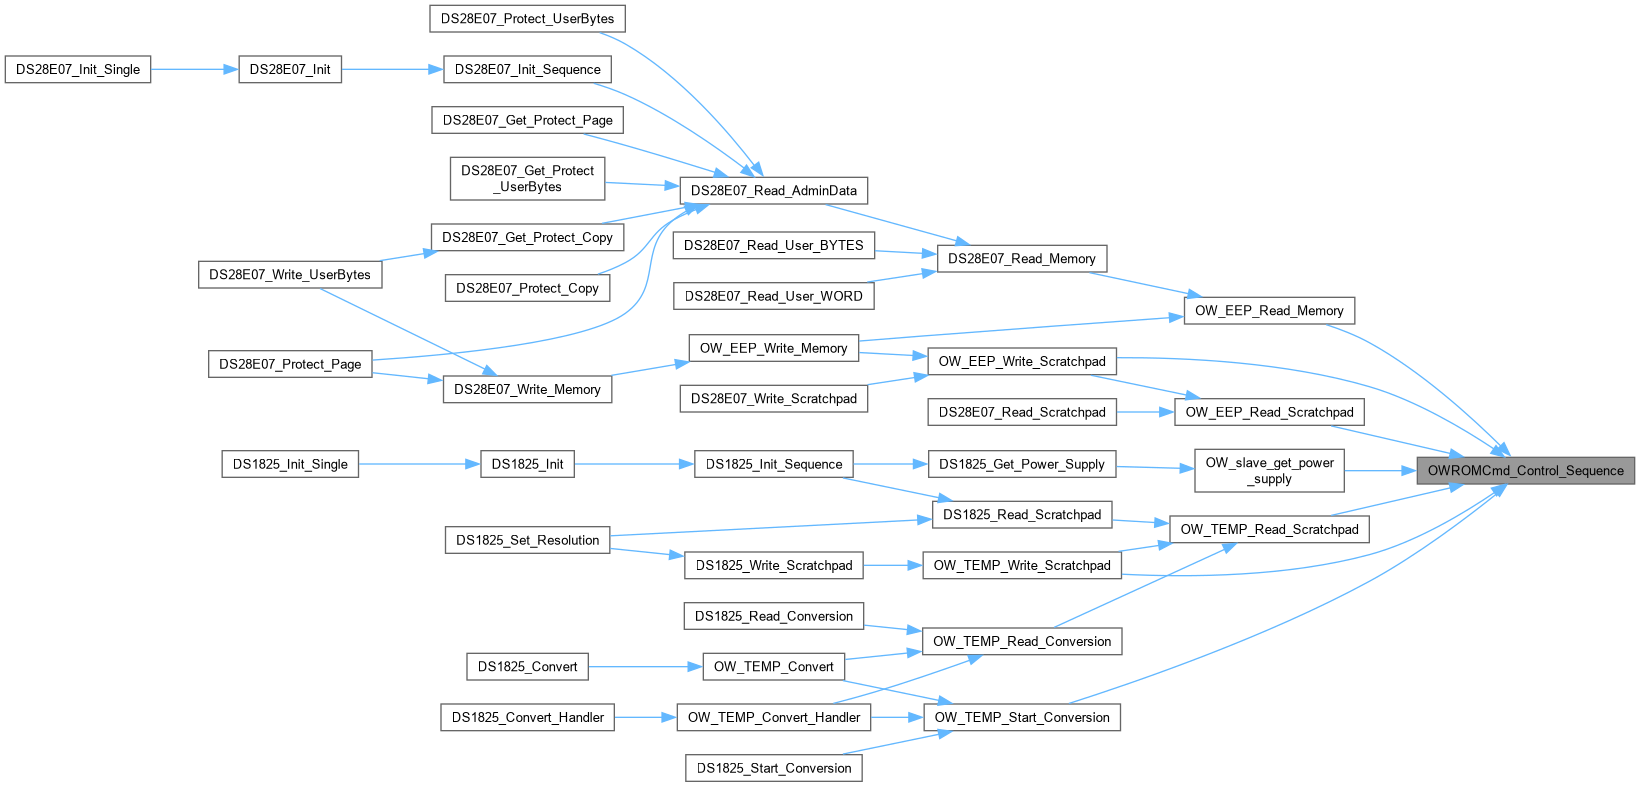 DS28E07_Protect_UserBytes
DS28E07_Init_Single
DS28E07_Init
DS28E07_Init_Sequence
DS28E07_Get_Protect_Page
DS28E07_Get_Protect
_UserBytes
DS28E07_Read_AdminData
DS28E07_Get_Protect_Copy
DS28E07_Read_User_BYTES
DS28E07_Read_Memory
DS28E07_Write_UserBytes
DS28E07_Protect_Copy
DS28E07_Read_User_WORD
OW_EEP_Read_Memory
OW_EEP_Write_Memory
OW_EEP_Write_Scratchpad
DS28E07_Protect_Page
DS28E07_Write_Memory
DS28E07_Write_Scratchpad
DS28E07_Read_Scratchpad
OW_EEP_Read_Scratchpad
DS1825_Init_Single
DS1825_Init
DS1825_Init_Sequence
DS1825_Get_Power_Supply
OW_slave_get_power
_supply
OWROMCmd_Control_Sequence
DS1825_Read_Scratchpad
OW_TEMP_Read_Scratchpad
DS1825_Set_Resolution
DS1825_Write_Scratchpad
OW_TEMP_Write_Scratchpad
DS1825_Read_Conversion
OW_TEMP_Read_Conversion
DS1825_Convert
OW_TEMP_Convert
DS1825_Convert_Handler
OW_TEMP_Convert_Handler
OW_TEMP_Start_Conversion
DS1825_Start_Conversion